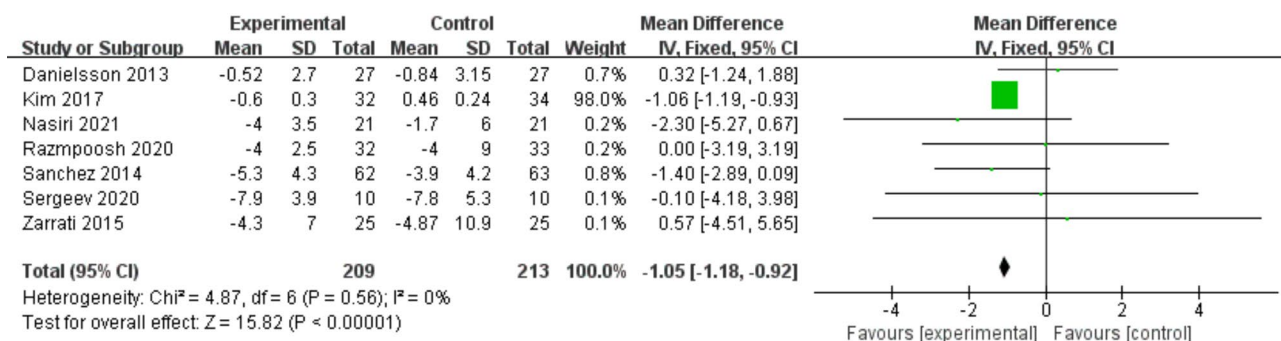 Experimental Control Mean Difference Mean Difference
Study or Subgroup Mean SD Total Mean SD Total Weight IV, Fixed, 95% CI IV, Fixed, 95% CI
Danielsson 2013 -0.52 2.7 27 -0.84 3.15 27 0.7% 0.32 [-1.24, 1.88]
Kim 2017 -0.6 0.3 32 0.46 0.24 34 98.0% -1.06 [-1.19, -0.93]
Nasiri 2021 -4 3.5 21 -1.7 6 21 0.2% -2.30 [-5.27, 0.67]
Razmpoosh 2020 -4 2.5 32 -4 9 33 0.2% 0.00 [-3.19, 3.19]
Sanchez 2014 -5.3 4.3 62 -3.9 4.2 63 0.8% -1.40 [-2.89, 0.09]
Sergeev 2020 -7.9 3.9 10 -7.8 5.3 10 0.1% -0.10 [-4.18, 3.98]
Zarrati 2015 -4.3 7 25 -4.87 10.9 25 0.1% 0.57 [-4.51, 5.65]
Total (95% CI) 209 213 100.0% -1.05 [-1.18, -0.92]
Heterogeneity: Chi² = 4.87, df = 6 (P = 0.56); I² = 0%
Test for overall effect: Z = 15.82 (P < 0.00001)
-4 -2 0 2 4
Favours [experimental] Favours [control]